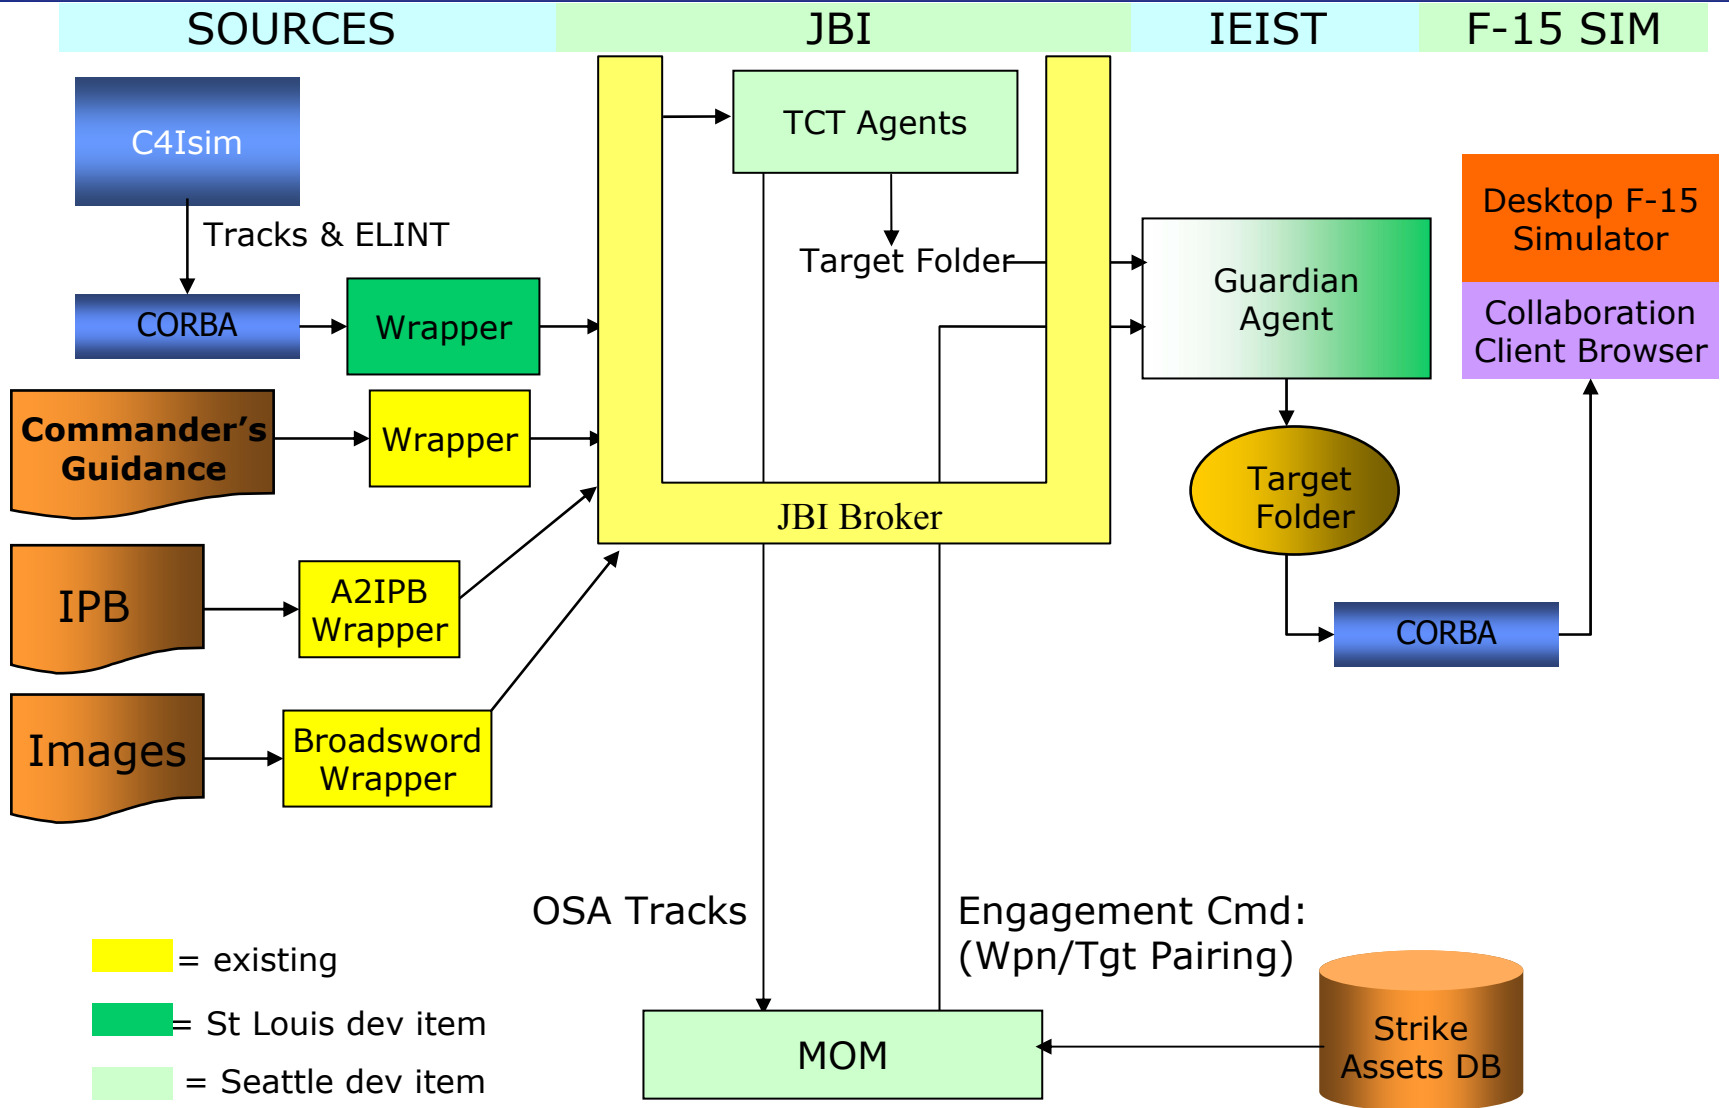 SOURCES
JBI
IEIST
F-15 SIM
C4Isim
Tracks & ELINT
CORBA
Wrapper
Commander's
Guidance
Wrapper
IPB
A2IPB
Wrapper
Images
Broadsword
Wrapper
TCT Agents
Target Folder
JBI Broker
Guardian
Agent
Target
Folder
CORBA
Desktop F-15
Simulator
Collaboration
Client Browser
OSA Tracks
Engagement Cmd:
(Wpn/Tgt Pairing)
MOM
Strike
Assets DB
= existing
= St Louis dev item
= Seattle dev item